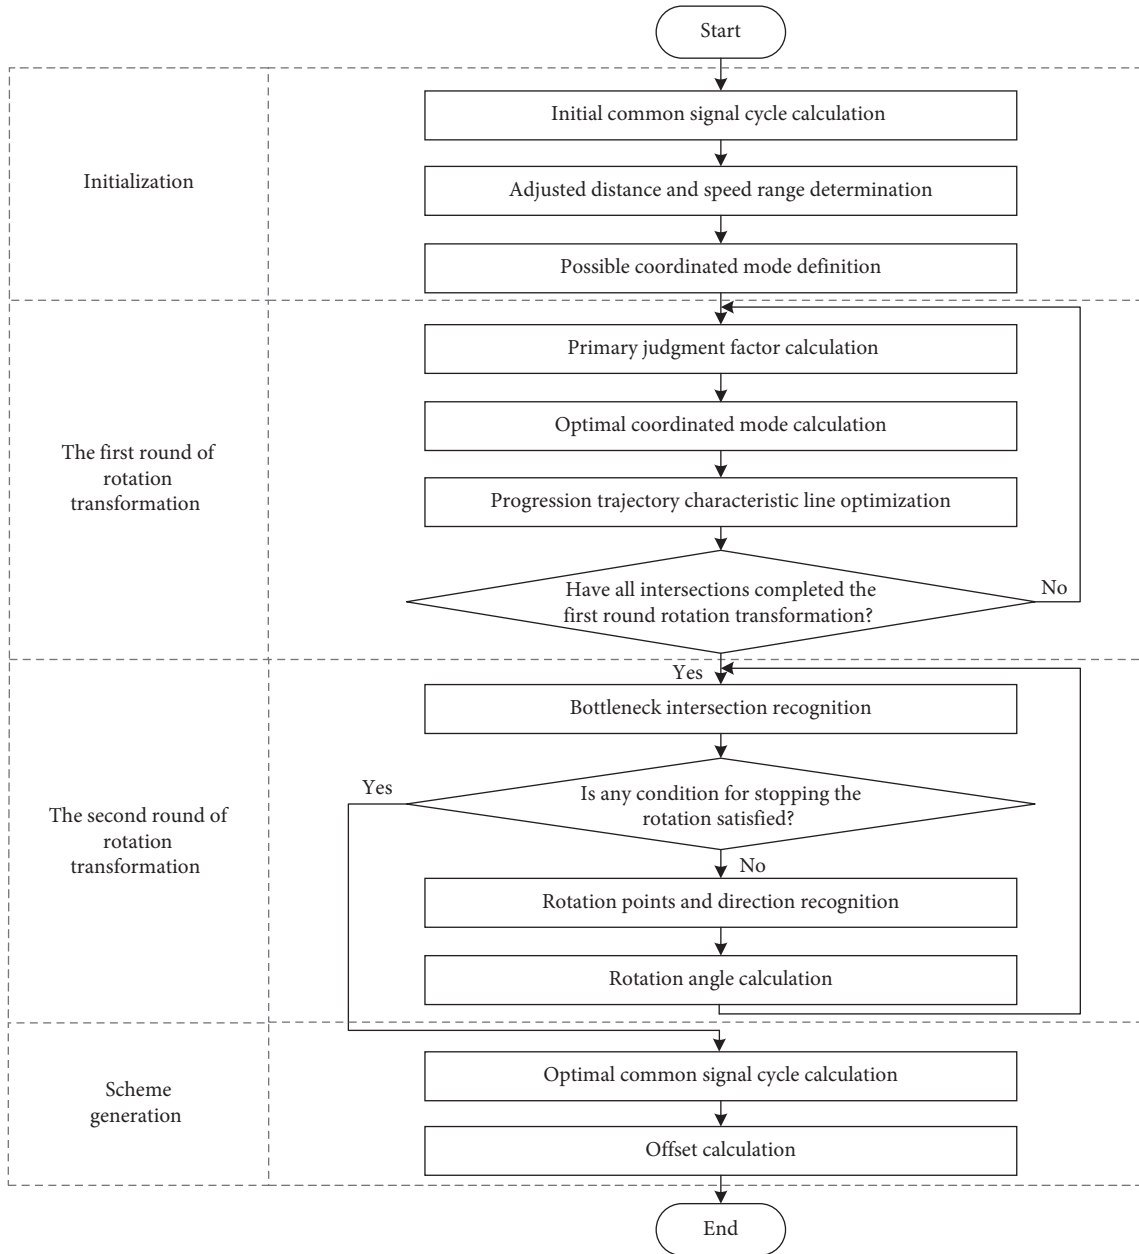 Start
Initialization
Initial common signal cycle calculation
Adjusted distance and speed range determination
Possible coordinated mode definition
The first round of
rotation
transformation
Primary judgment factor calculation
Optimal coordinated mode calculation
Progression trajectory characteristic line optimization
Have all intersections completed the
first round rotation transformation?
No
Yes
The second round of
rotation
transformation
Bottleneck intersection recognition
Yes
Is any condition for stopping the
rotation satisfied?
No
Rotation points and direction recognition
Rotation angle calculation
Scheme
generation
Optimal common signal cycle calculation
Offset calculation
End